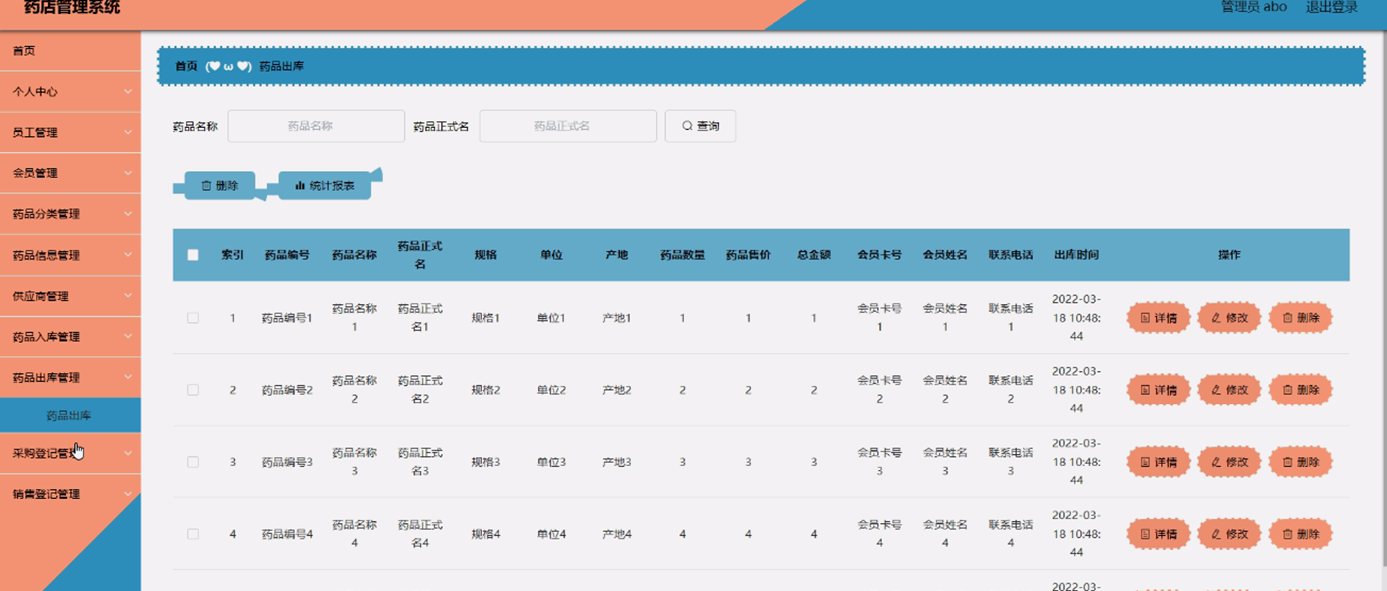 药店管理系统
管理员 abo 退出登录
首页
个人中心
员工管理
会员管理
药品分类管理
药品信息管理
供应商管理
药品入库管理
药品出库管理
药品出库
采购登记管理
销售登记管理
首页 (♥ω♥) 药品出库
药品名称 药品名称 药品正式名 药品正式名 查询
删除 统计报表
索引 药品编号 药品名称 药品正式名 规格 单位 产地 药品数量 药品售价 总金额 会员卡号 会员姓名 联系电话 出库时间 操作
1 药品编号1 药品名称1 药品正式名1 规格1 单位1 产地1 1 1 1 会员卡号1 会员姓名1 联系电话1 2022-03-18 10:48:44 详情 修改 删除
2 药品编号2 药品名称2 药品正式名2 规格2 单位2 产地2 2 2 2 会员卡号2 会员姓名2 联系电话2 2022-03-18 10:48:44 详情 修改 删除
3 药品编号3 药品名称3 药品正式名3 规格3 单位3 产地3 3 3 3 会员卡号3 会员姓名3 联系电话3 2022-03-18 10:48:44 详情 修改 删除
4 药品编号4 药品名称4 药品正式名4 规格4 单位4 产地4 4 4 4 会员卡号4 会员姓名4 联系电话4 2022-03-18 10:48:44 详情 修改 删除
2022-03-